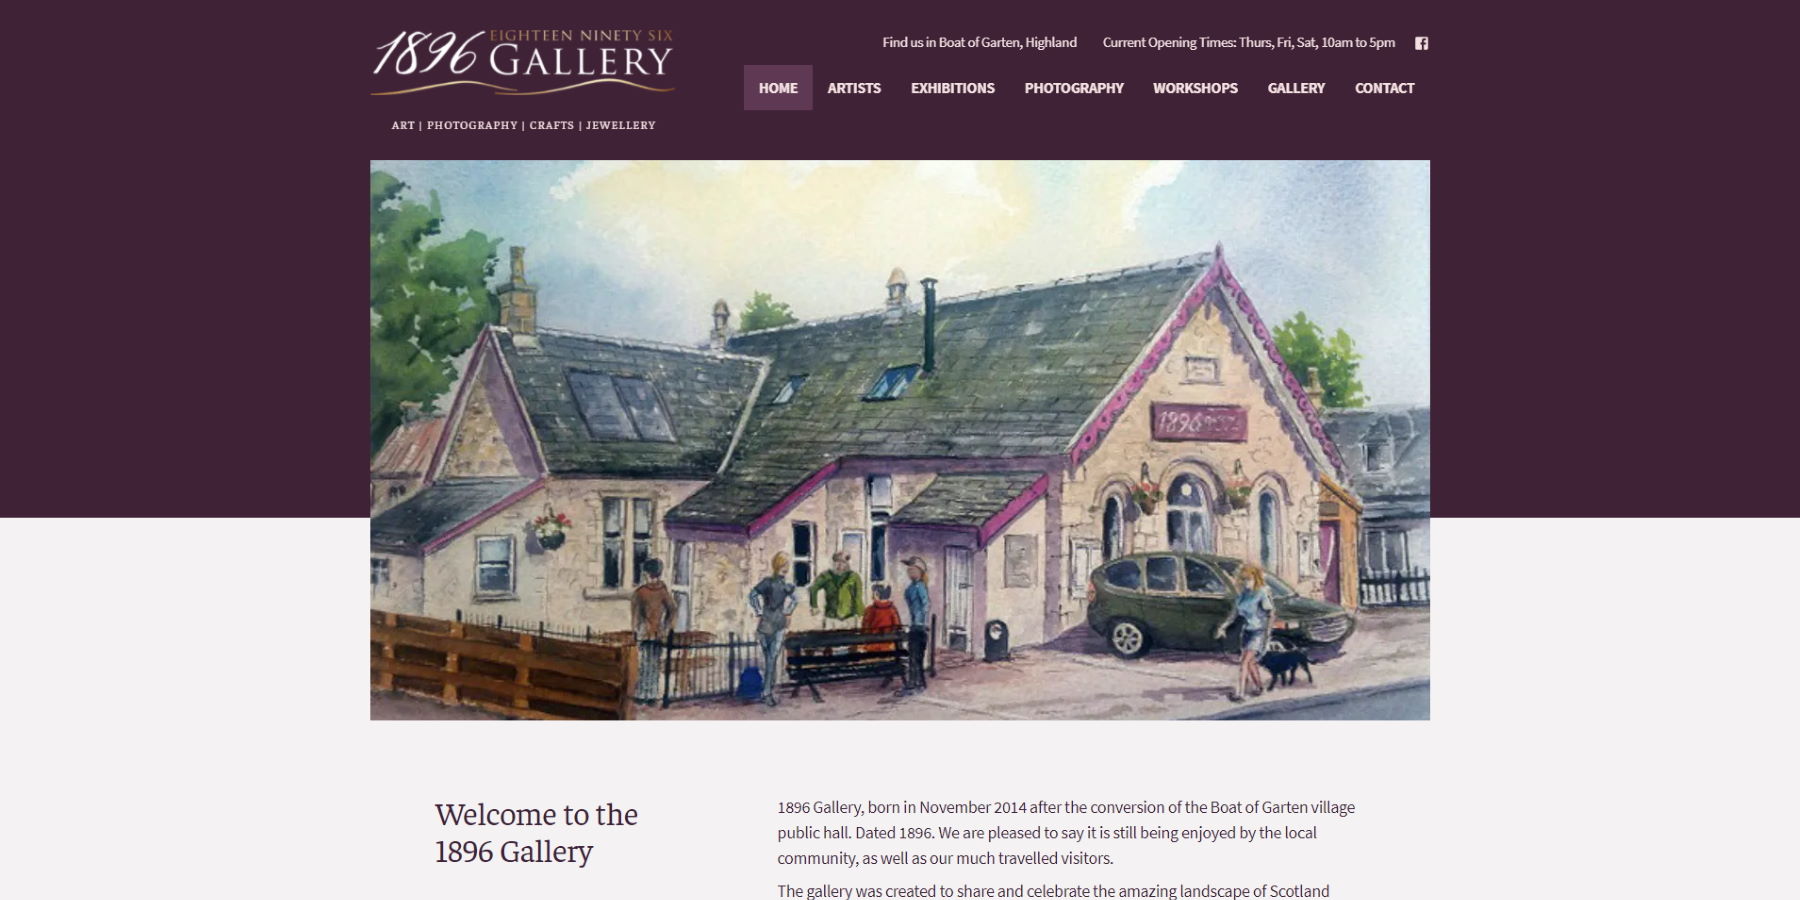 1896 EIGHTEEN NINETY SIX
GALLERY
ART | PHOTOGRAPHY | CRAFTS | JEWELLERY
Find us in Boat of Garten, Highland
Current Opening Times: Thurs, Fri, Sat, 10am to 5pm
HOME ARTISTS EXHIBITIONS PHOTOGRAPHY WORKSHOPS GALLERY CONTACT
1896
Welcome to the
1896 Gallery
1896 Gallery, born in November 2014 after the conversion of the Boat of Garten village
public hall. Dated 1896. We are pleased to say it is still being enjoyed by the local
community, as well as our much travelled visitors.
The gallery was created to share and celebrate the amazing landscape of Scotland